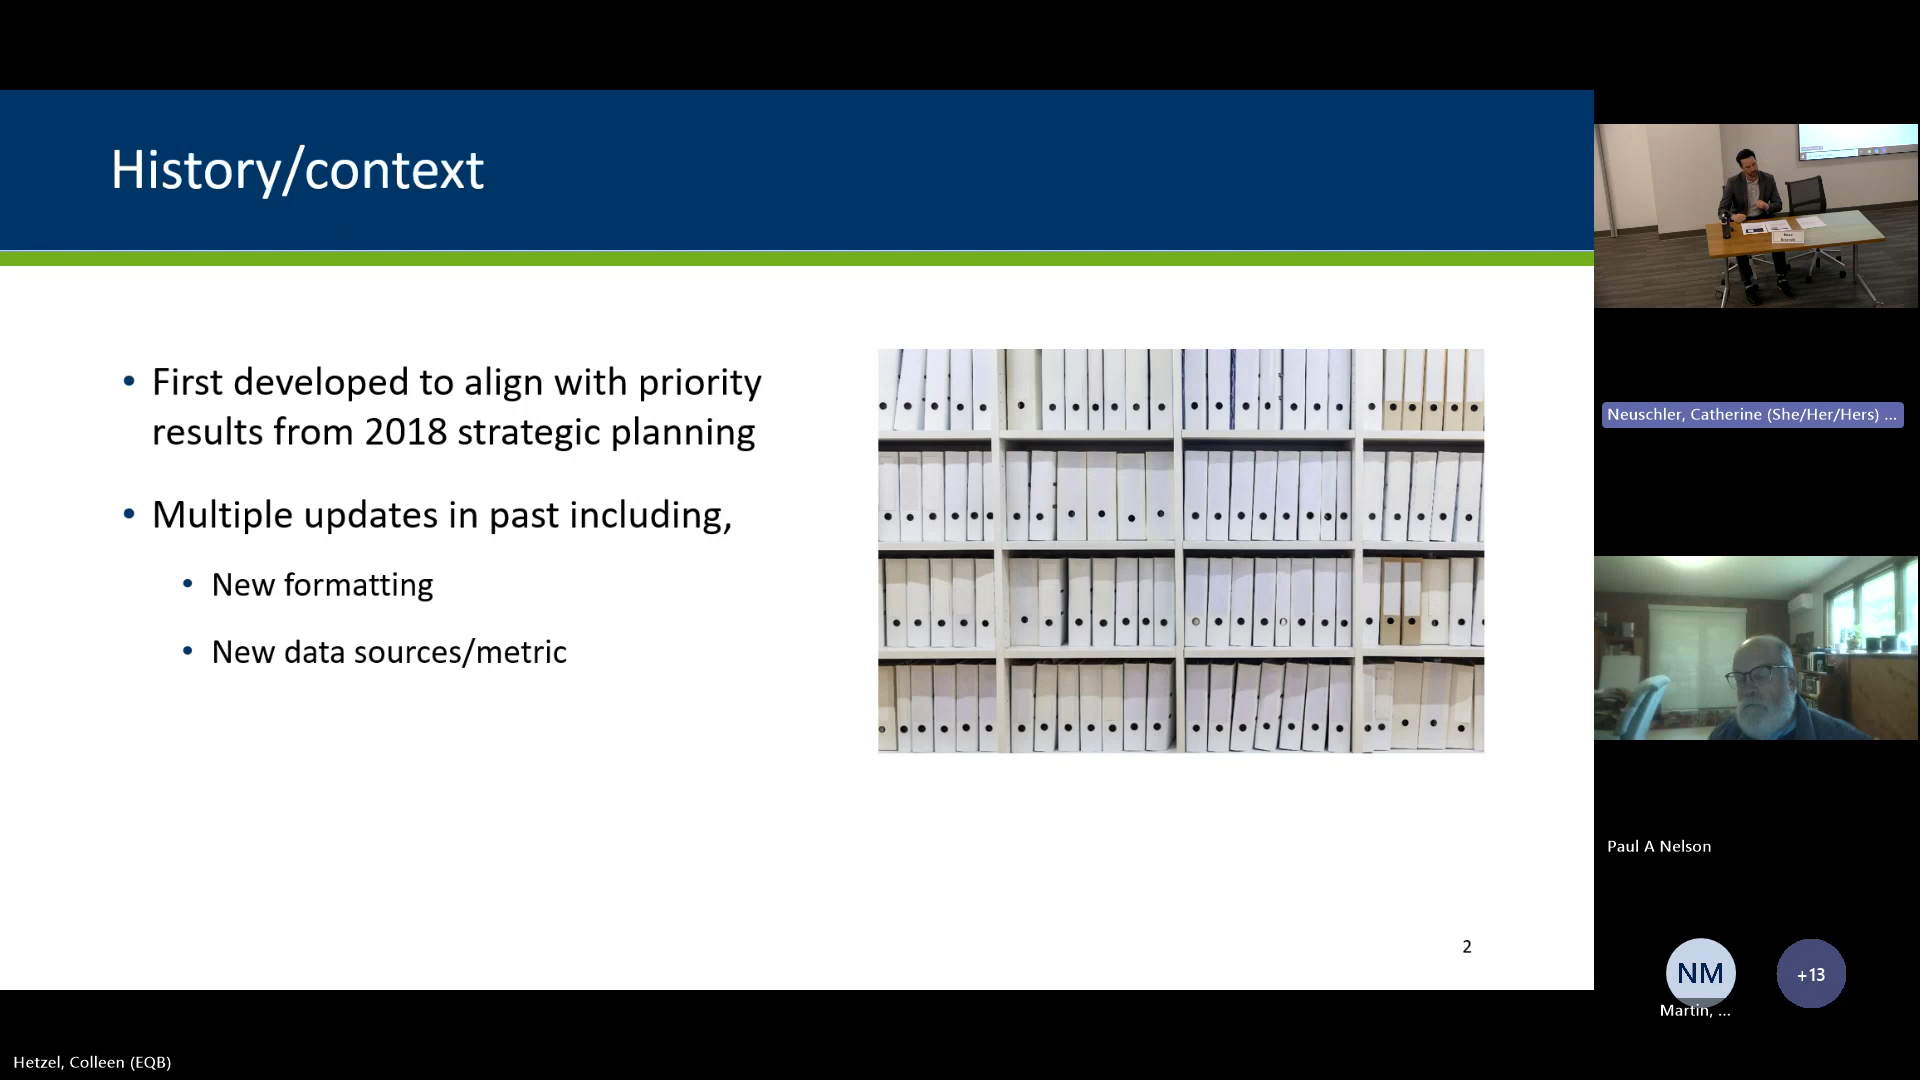 History/context
• First developed to align with priority
results from 2018 strategic planning
• Multiple updates in past including,
• New formatting
• New data sources/metric
2
Neuschler, Catherine (She/Her/Hers) ...
Paul A Nelson
NM
+13
Martin, ...
Hetzel, Colleen (EQB)